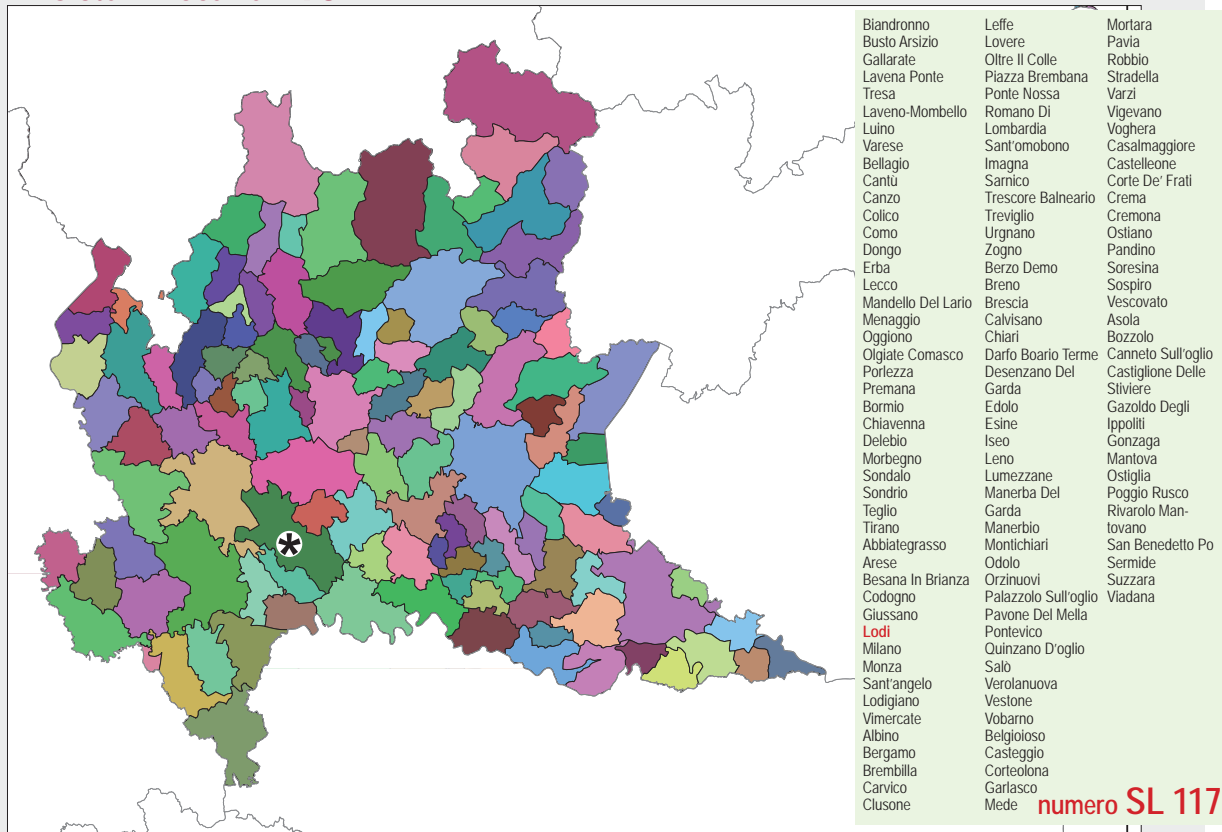 Biandronno
Busto Arsizio
Gallarate
Lavena Ponte
Tresa
Laveno-Mombello
Luino
Varese
Bellagio
Cantù
Canzo
Colico
Como
Dongo
Erba
Lecco
Mandello Del Lario
Menaggio
Oggiono
Olgiate Comasco
Porlezza
Premana
Bormio
Chiavenna
Delebio
Morbegno
Sondalo
Sondrio
Teglio
Tirano
Abbiategrasso
Arese
Besana In Brianza
Codogno
Giussano
Lodi
Milano
Monza
Sant'angelo
Lodigiano
Vimercate
Albino
Bergamo
Brembilla
Carvico
Clusone
Leffe
Lovere
Oltre Il Colle
Piazza Brembana
Ponte Nossa
Romano Di
Lombardia
Sant'omobono
Imagna
Sarnico
Trescore Balneario
Treviglio
Urgnano
Zogno
Berzo Demo
Breno
Brescia
Calvisano
Chiari
Darfo Boario Terme
Desenzano Del
Garda
Edolo
Esine
Iseo
Leno
Lumezzane
Manerba Del
Garda
Manerbio
Montichiari
Odolo
Orzinuovi
Palazzolo Sull'oglio
Pavone Del Mella
Pontevico
Quinzano D'oglio
Salò
Verolanuova
Vestone
Vobarno
Belgioioso
Casteggio
Corteolona
Garlasco
Mede
Mortara
Pavia
Robbio
Stradella
Varzi
Vigevano
Voghera
Casalmaggiore
Castelleone
Corte De' Frati
Crema
Cremona
Ostiano
Pandino
Soresina
Sospiro
Vescovato
Asola
Bozzolo
Canneto Sull'oglio
Castiglione Delle
Stiviere
Gazoldo Degli
Ippoliti
Gonzaga
Mantova
Ostiglia
Poggio Rusco
Rivarolo Man-
tovano
San Benedetto Po
Sermide
Suzzara
Viadana
numero SL 117